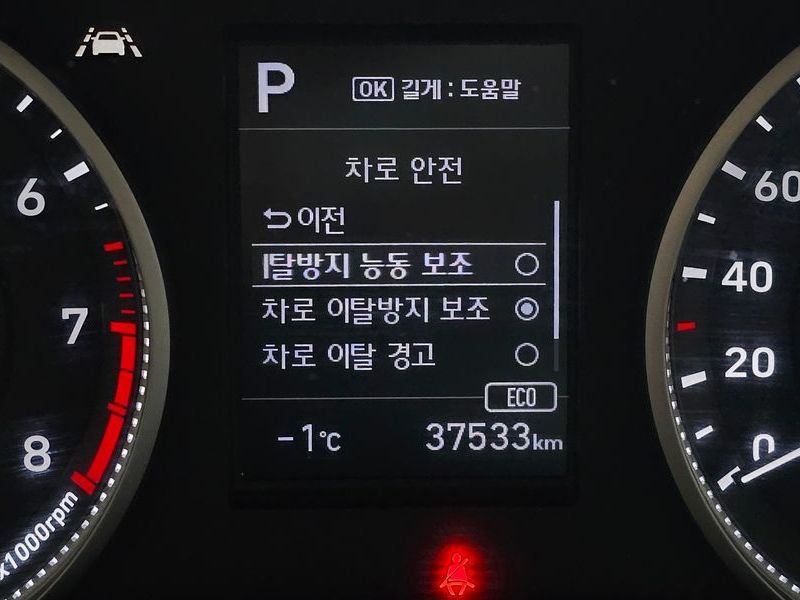 P
OK 길게 : 도움말
차로 안전
이전
탈방지 능동 보조
차로 이탈방지 보조
차로 이탈 경고
ECO
-1°C
37533km
6
7
8
x1000rpm
60
40
20
0